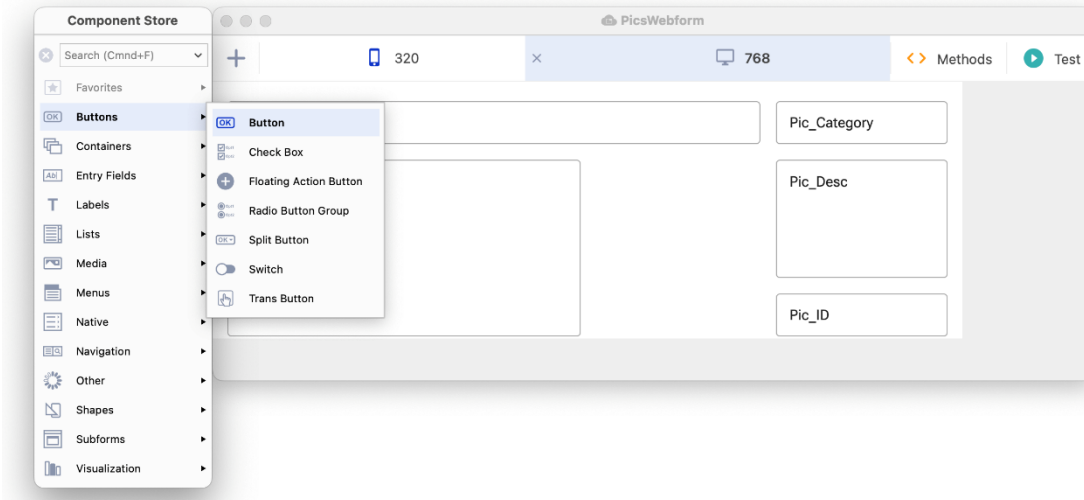 Component Store
Search (Cmnd+F)
Favorites
Buttons
Containers
Entry Fields
Labels
Lists
Media
Menus
Native
Navigation
Other
Shapes
Subforms
Visualization
OK Button
Check Box
Floating Action Button
Radio Button Group
Split Button
Switch
Trans Button
PicsWebform
320
768
Methods
Test
Pic_Category
Pic_Desc
Pic_ID